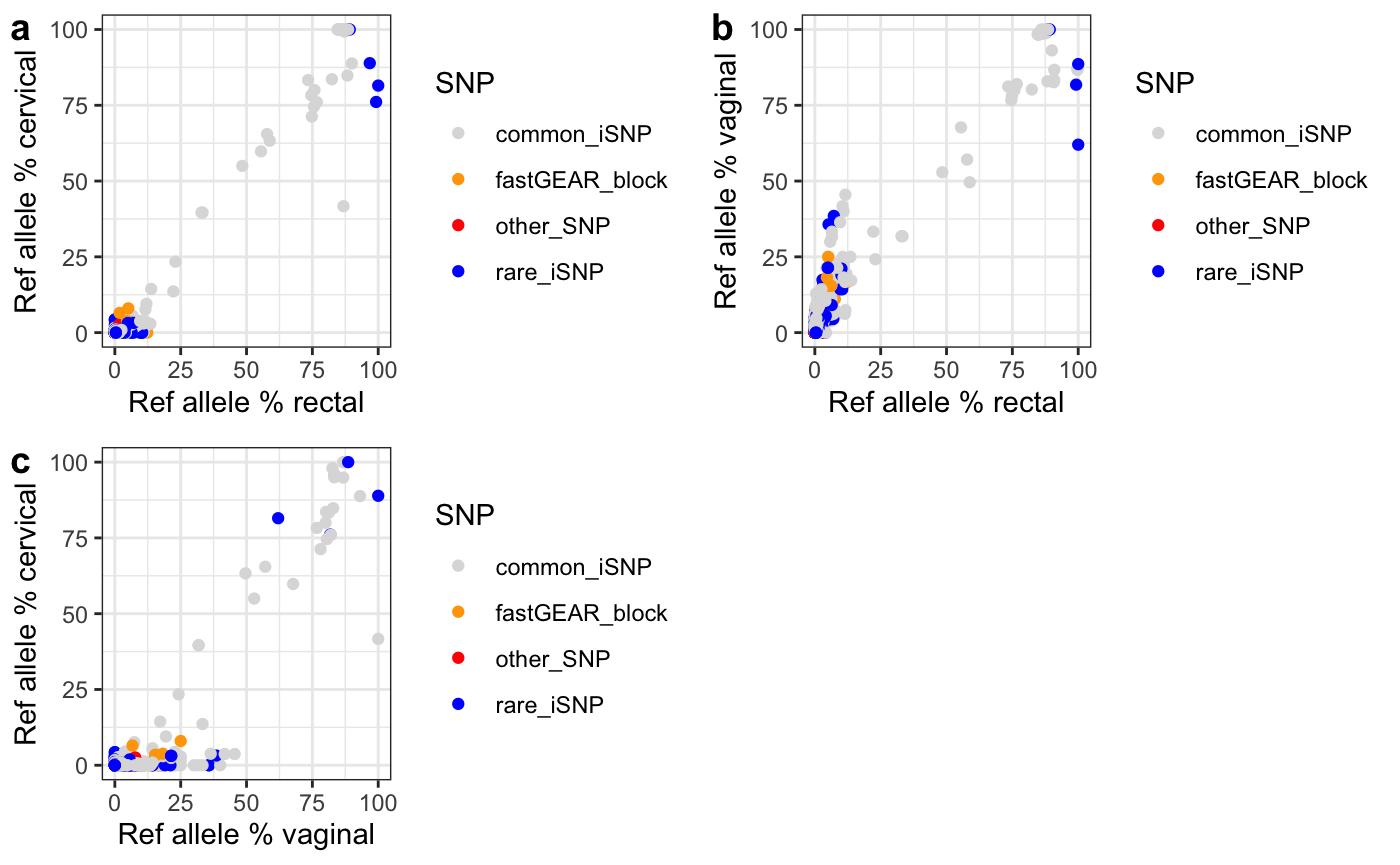 a
Ref allele % cervical
100
75
50
25
0
0 25 50 75 100
Ref allele % rectal
SNP
common_iSNP
fastGEAR_block
other_SNP
rare_iSNP
b
Ref allele % vaginal
100
75
50
25
0
0 25 50 75 100
Ref allele % rectal
SNP
common_iSNP
fastGEAR_block
other_SNP
rare_iSNP
c
Ref allele % cervical
100
75
50
25
0
0 25 50 75 100
Ref allele % vaginal
SNP
common_iSNP
fastGEAR_block
other_SNP
rare_iSNP